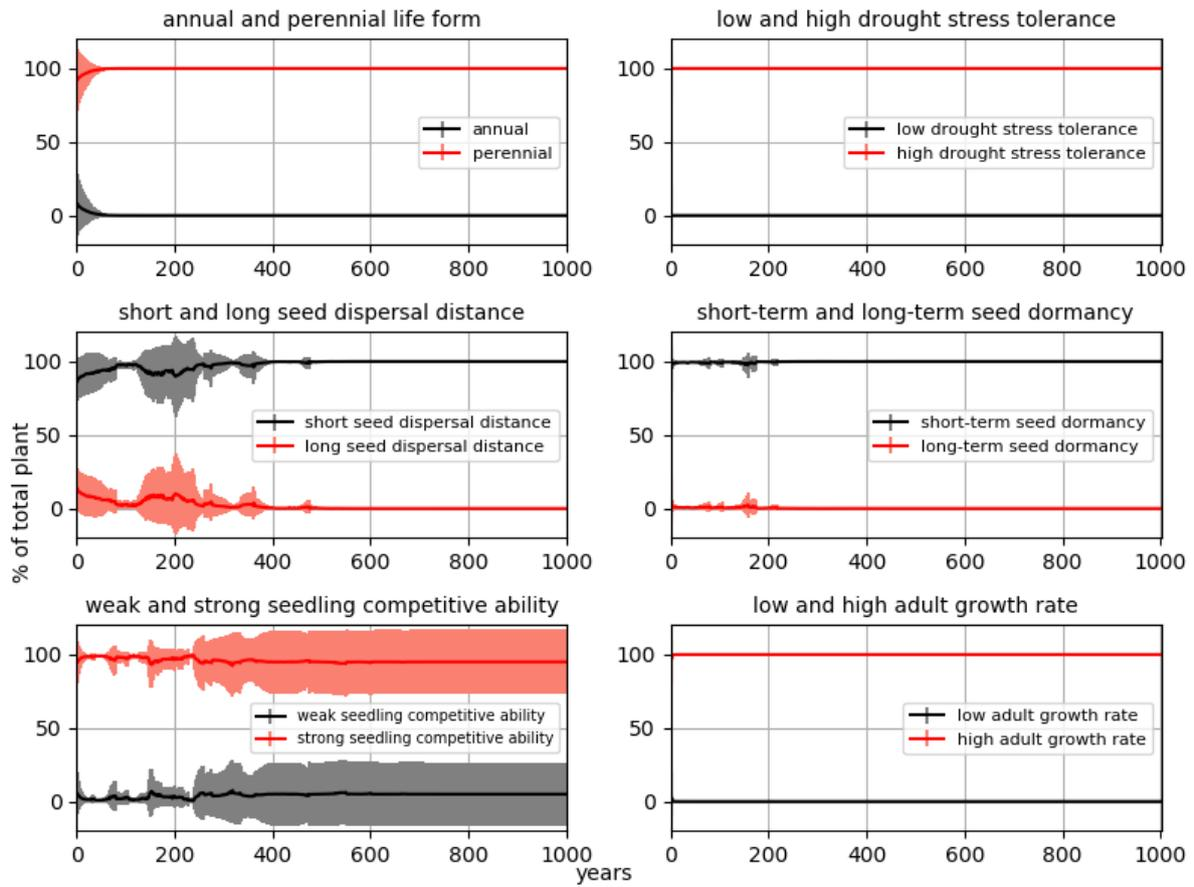 annual and perennial life form
100
50
0
annual
perennial
0 200 400 600 800 1000
low and high drought stress tolerance
100
50
0
low drought stress tolerance
high drought stress tolerance
0 200 400 600 800 1000
short and long seed dispersal distance
100
50
0
short seed dispersal distance
long seed dispersal distance
0 200 400 600 800 1000
short-term and long-term seed dormancy
100
50
0
short-term seed dormancy
long-term seed dormancy
0 200 400 600 800 1000
% of total plant
weak and strong seedling competitive ability
100
50
0
weak seedling competitive ability
strong seedling competitive ability
0 200 400 600 800 1000
low and high adult growth rate
100
50
0
low adult growth rate
high adult growth rate
0 200 400 600 800 1000
years